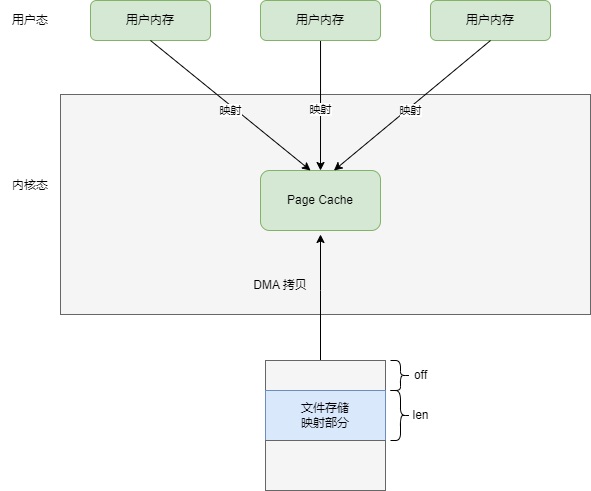 用户态
用户内存
用户内存
用户内存
映射
映射
映射
内核态
Page Cache
DMA 拷贝
off
文件存储
映射部分
len